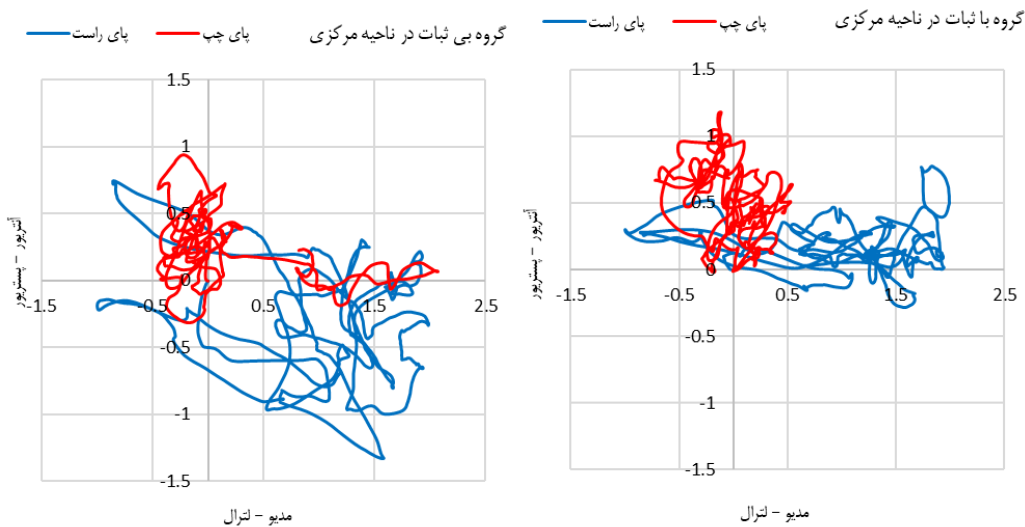 گروه بی ثبات در ناحیه مرکزی
پای چپ
پای راست
1.5
1
0.5
0
-0.5
-1
-1.5
-1.5
-0.5
0.5
1.5
2.5
آنتریور - پستریور
مدیو - لترال
گروه با ثبات در ناحیه مرکزی
پای چپ
پای راست
1.5
1
0.5
0
-0.5
-1
-1.5
-1.5
-0.5
0.5
1.5
2.5
آنتریور - پستریور
مدیو - لترال